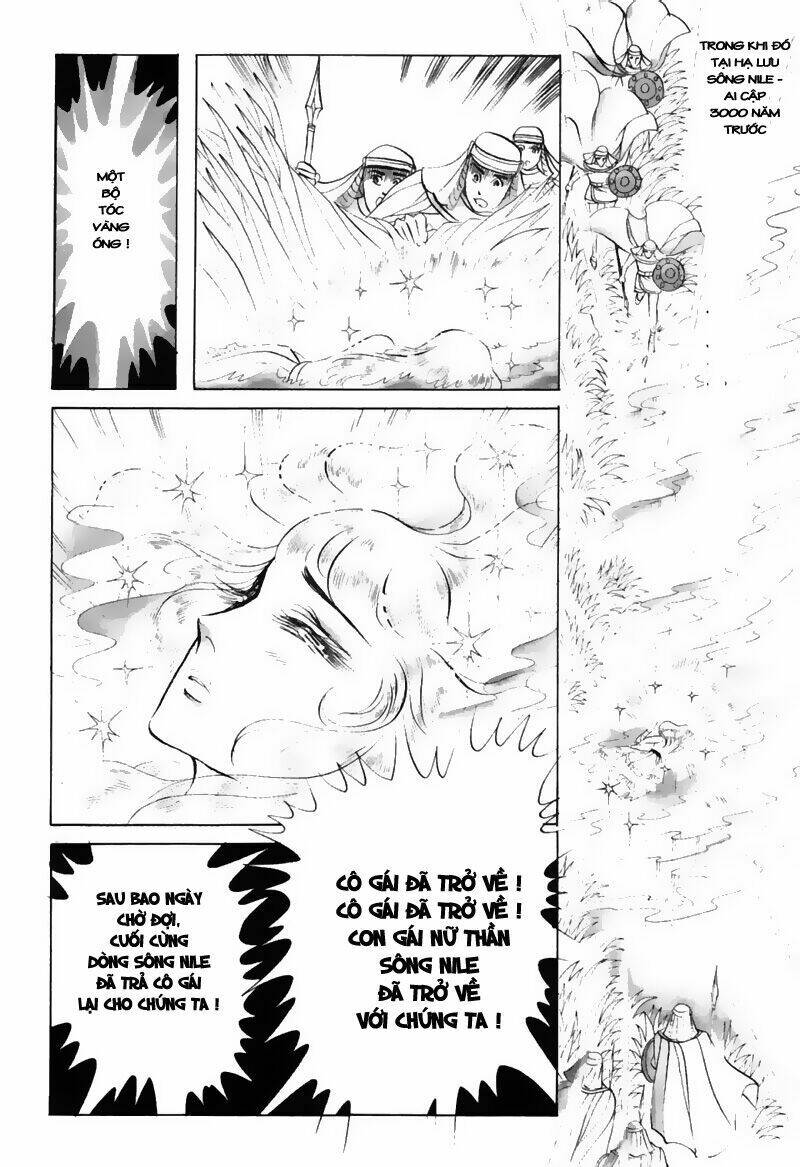 TRONG KHI ĐÓ
TẠI HẠ LƯU
SÔNG NILE -
AI CẬP
3000 NĂM
TRƯỚC
MỘT
BỘ
TÓC
VÀNG
ÓNG !
CÔ GÁI ĐÃ TRỞ VỀ !
CÔ GÁI ĐÃ TRỞ VỀ !
CON GÁI NỮ THẦN
SÔNG NILE
ĐÃ TRỞ VỀ
VỚI CHÚNG TA !
SAU BAO NGÀY
CHỜ ĐỢI,
CUỐI CÙNG
DÒNG SÔNG NILE
ĐÃ TRẢ CÔ GÁI
LẠI CHO CHÚNG TA !